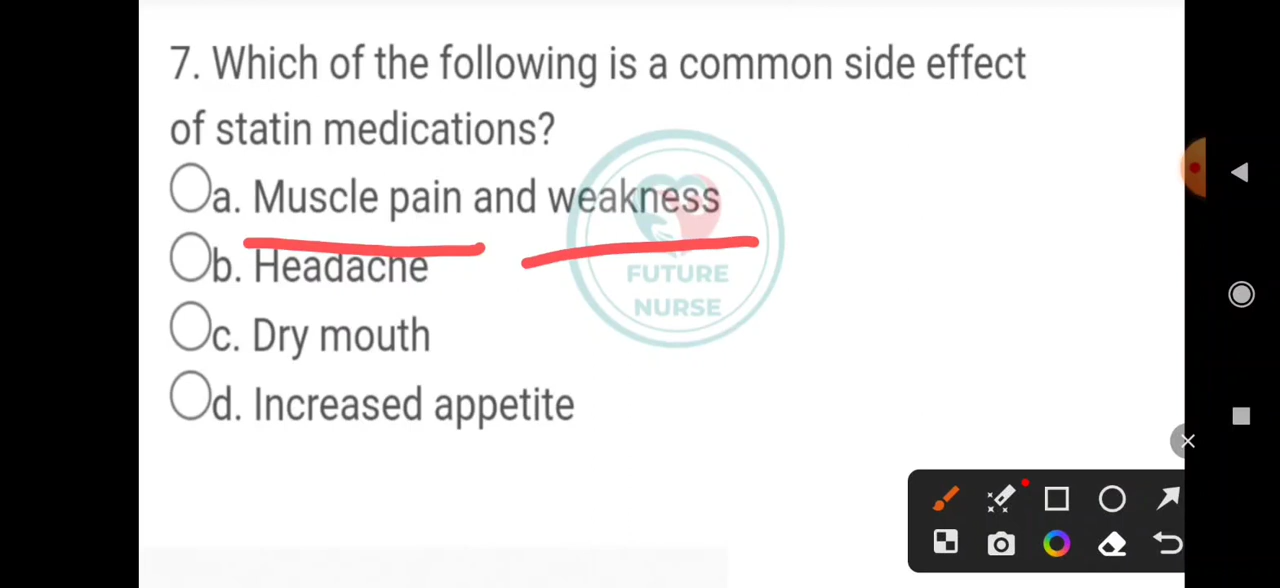 7. Which of the following is a common side effect
of statin medications?
a. Muscle pain and weakness
b. Headache
c. Dry mouth
d. Increased appetite
FUTURE
NURSE